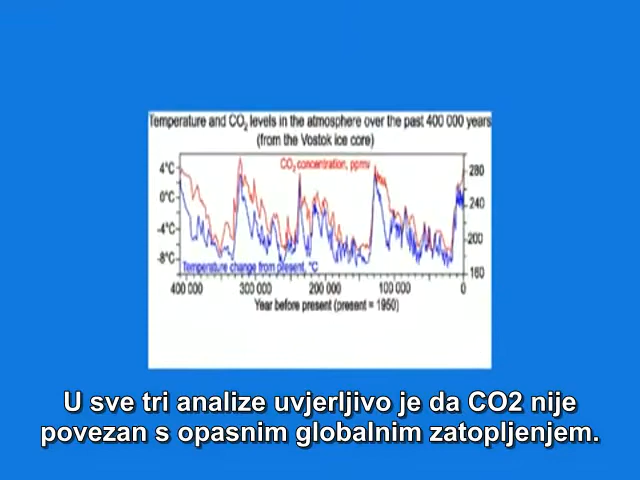 Temperature and CO₂ levels in the atmosphere over the past 400 000 years
(from the Vostok ice core)
CO₂ concentration, ppmv
4°C
0°C
-4°C
-8°C
280
240
200
160
Temperature change from present, °C
400 000 300 000 200 000 100 000 0
Year before present (present = 1950)
U sve tri analize uvjerljivo je da CO2 nije
povezan s opasnim globalnim zatopljenjem.